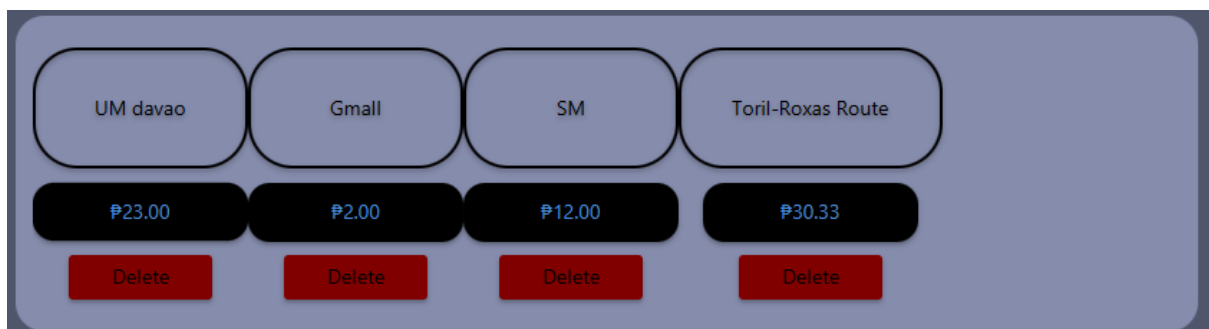 UM davao
Gmall
SM
Toril-Roxas Route
₱23.00
₱2.00
₱12.00
₱30.33
Delete
Delete
Delete
Delete